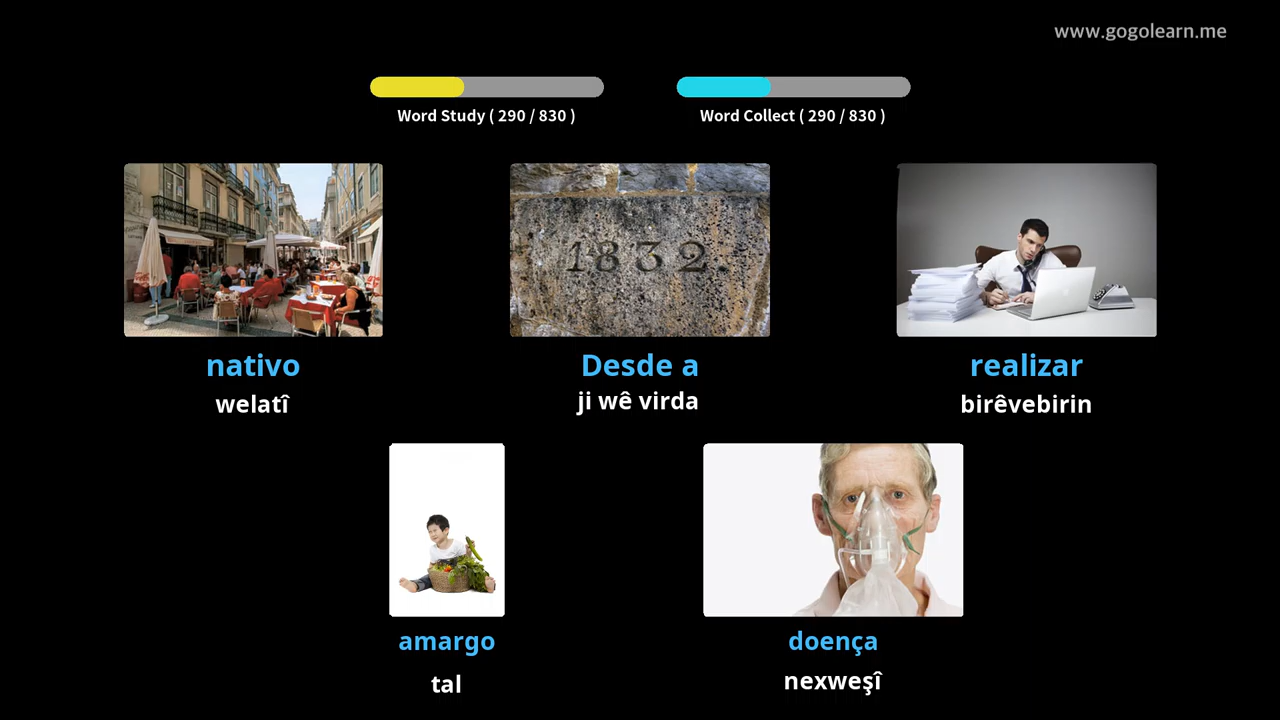 www.gogolearn.me
Word Study ( 290 / 830 )
Word Collect ( 290 / 830 )
1832.
nativo
welatî
Desde a
ji wê virda
realizar
birêvebirin
amargo
tal
doença
nexweşî